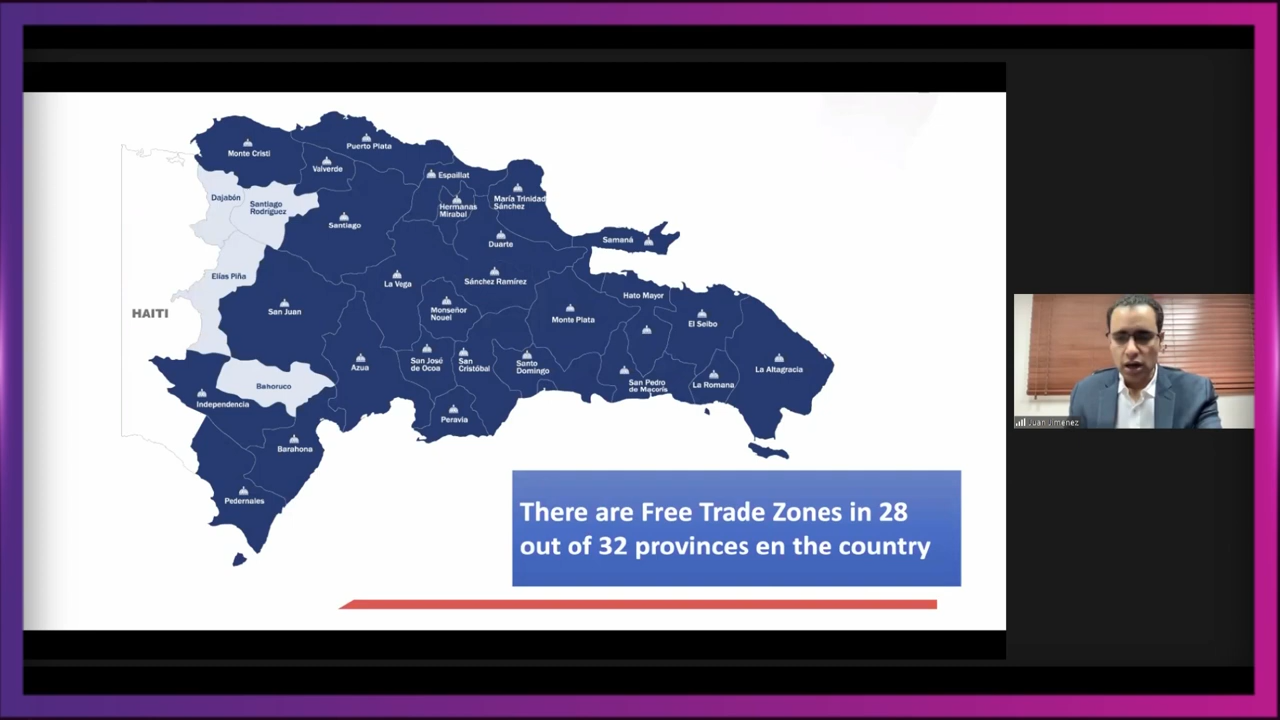 Monte Cristi
Puerto Plata
Valverde
Espaillat
Dajabón
Santiago
Rodríguez
Hermanas
Mirabal
María Trinidad
Sánchez
Santiago
Duarte
Samaná
Elías Piña
La Vega
Sánchez Ramírez
Hato Mayor
HAITI
San Juan
Monseñor
Nouel
Monte Plata
El Seibo
Azua
San José
de Ocoa
San
Cristóbal
Santo
Domingo
La Altagracia
Bahoruco
San Pedro
de Macorís
La Romana
Independencia
Peravia
Barahona
Pedernales
There are Free Trade Zones in 28
out of 32 provinces en the country
Juan Jiménez